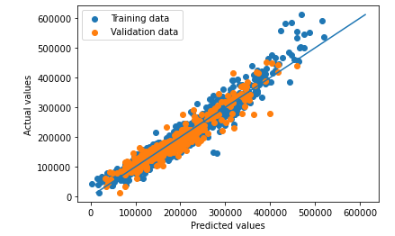 Training data
Validation data
600000
500000
400000
300000
200000
100000
0
Actual values
0 100000 200000 300000 400000 500000 600000
Predicted values